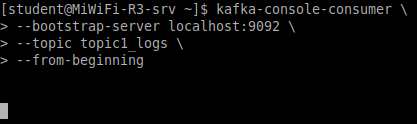 [student@MiWiFi-R3-srv ~]$ kafka-console-consumer \
> --bootstrap-server localhost:9092 \
> --topic topic1_logs \
> --from-beginning